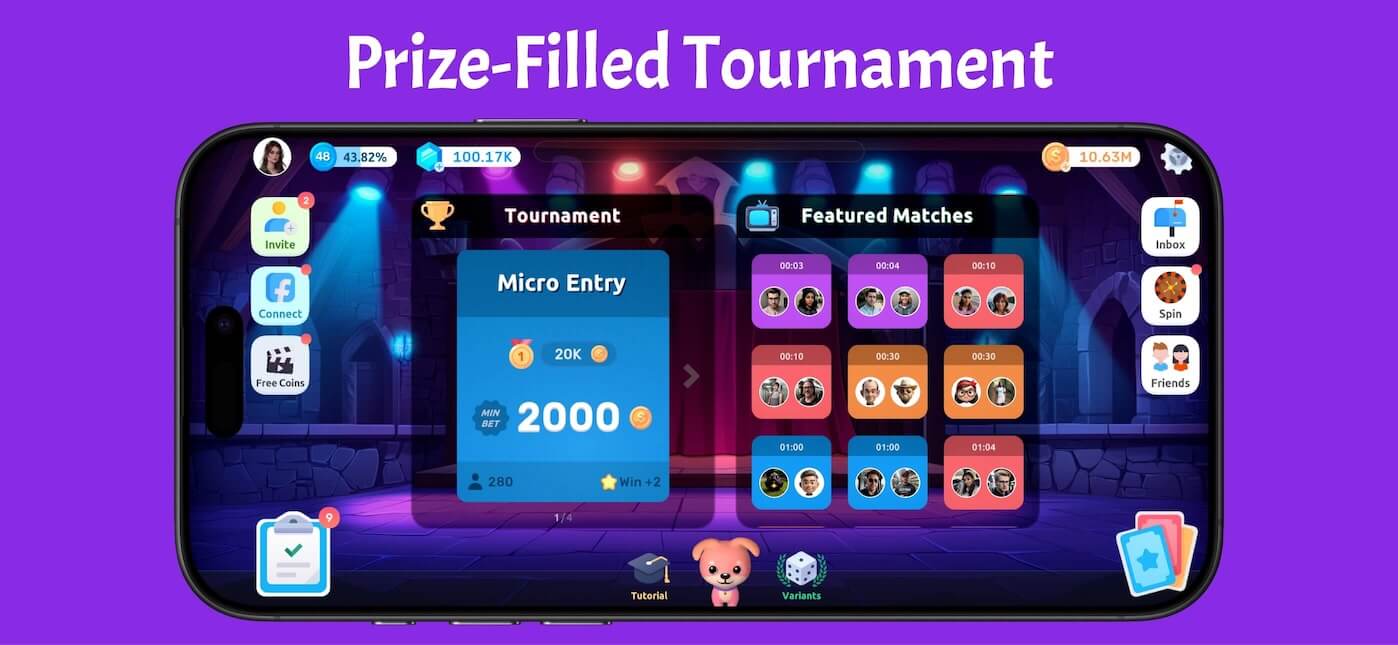 Prize-Filled Tournament
48 43.82%
100.17K
10.63M
2
Invite
Connect
Free Coins
9
Tournament
Micro Entry
1 20K
MIN BET 2000
280 Win +2
1/4
Featured Matches
00:03 00:04 00:10
00:10 00:30 00:30
01:00 01:00 01:04
Inbox
Spin
Friends
Tutorial
Variants